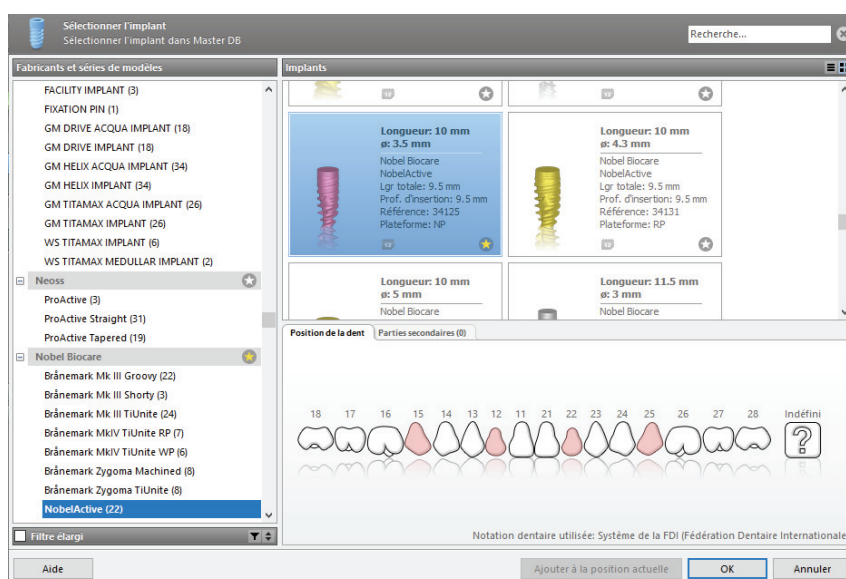 Sélectionner l'implant
Sélectionner l'implant dans Master DB
Recherche...
Fabricants et séries de modèles
FACILITY IMPLANT (3)
FIXATION PIN (1)
GM DRIVE ACQUA IMPLANT (18)
GM DRIVE IMPLANT (18)
GM HELIX ACQUA IMPLANT (34)
GM HELIX IMPLANT (34)
GM TITAMAX ACQUA IMPLANT (26)
GM TITAMAX IMPLANT (26)
WS TITAMAX IMPLANT (6)
WS TITAMAX MEDULLAR IMPLANT (2)
Neoss
ProActive (3)
ProActive Straight (31)
ProActive Tapered (19)
Nobel Biocare
Brånemark Mk III Groovy (22)
Brånemark Mk III Shorty (3)
Brånemark Mk III TiUnite (24)
Brånemark MkIV TiUnite RP (7)
Brånemark MkIV TiUnite WP (6)
Brånemark Zygoma Machined (8)
Brånemark Zygoma TiUnite (8)
NobelActive (22)
Filtre élargi
Implants
Longueur: 10 mm
ø: 3.5 mm
Nobel Biocare
NobelActive
Lgr totale: 9.5 mm
Prof. d'insertion: 9.5 mm
Référence: 34125
Plateforme: NP
Longueur: 10 mm
ø: 4.3 mm
Nobel Biocare
NobelActive
Lgr totale: 9.5 mm
Prof. d'insertion: 9.5 mm
Référence: 34131
Plateforme: RP
Longueur: 10 mm
ø: 5 mm
Nobel Biocare
Longueur: 11.5 mm
ø: 3 mm
Nobel Biocare
Position de la dent Parties secondaires (0)
18 17 16 15 14 13 12 11 21 22 23 24 25 26 27 28 Indéfini
?
Notation dentaire utilisée: Système de la FDI (Fédération Dentaire Internationale
Aide
Ajouter à la position actuelle
OK
Annuler